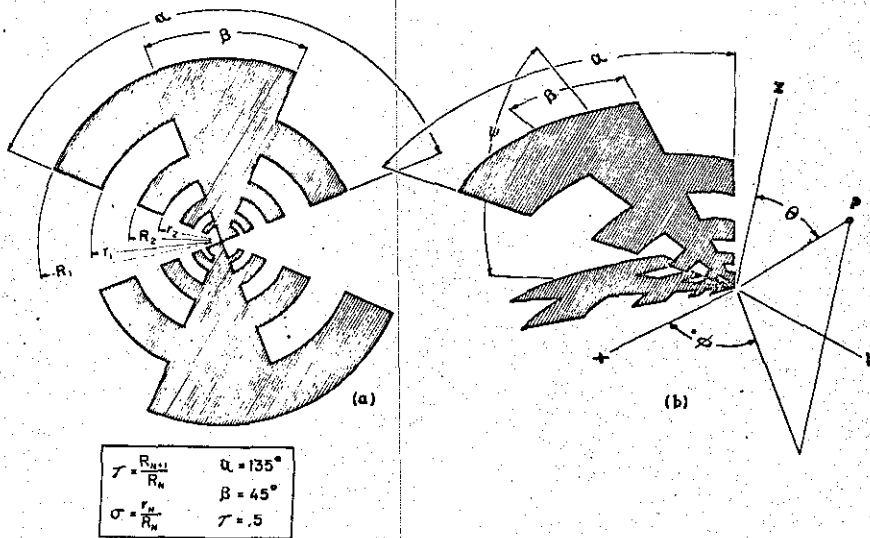 α
β
R₁
r₁
R₂
r₂
(a)
α
β
ψ
Z
θ
P
φ
X
(b)
τ = R_{N+1}/R_N
α = 135°
β = 45°
σ = r_N/R_N
τ = .5